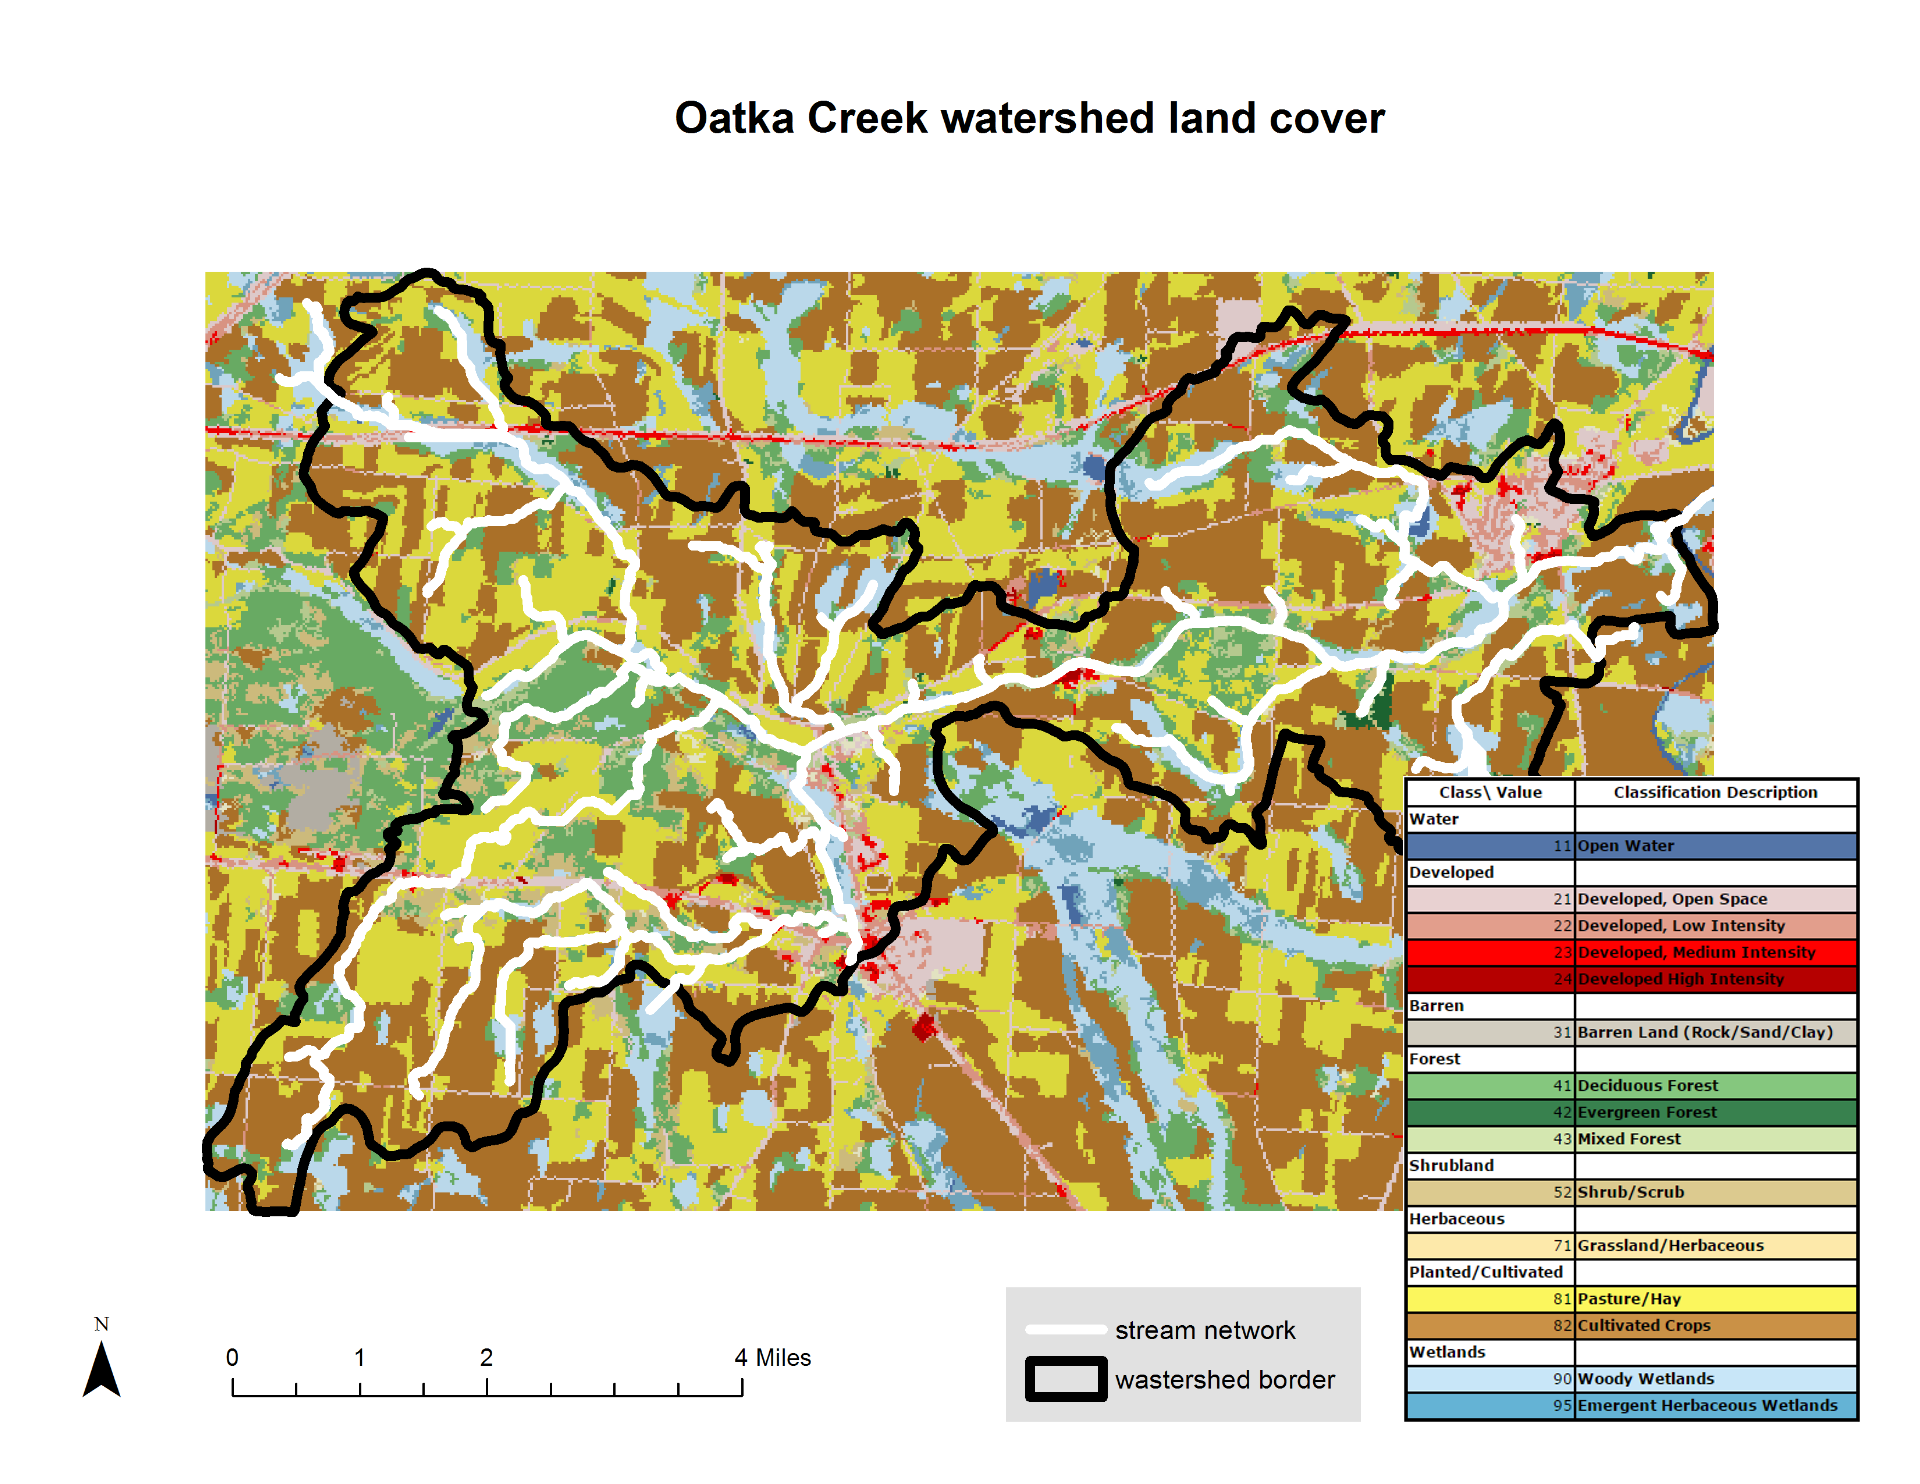 Oatka Creek watershed land cover
Class\ Value Classification Description
Water
11 Open Water
Developed
21 Developed, Open Space
22 Developed, Low Intensity
23 Developed, Medium Intensity
24 Developed High Intensity
Barren
31 Barren Land (Rock/Sand/Clay)
Forest
41 Deciduous Forest
42 Evergreen Forest
43 Mixed Forest
Shrubland
52 Shrub/Scrub
Herbaceous
71 Grassland/Herbaceous
Planted/Cultivated
81 Pasture/Hay
82 Cultivated Crops
Wetlands
90 Woody Wetlands
95 Emergent Herbaceous Wetlands
N
0 1 2 4 Miles
stream network
wastershed border